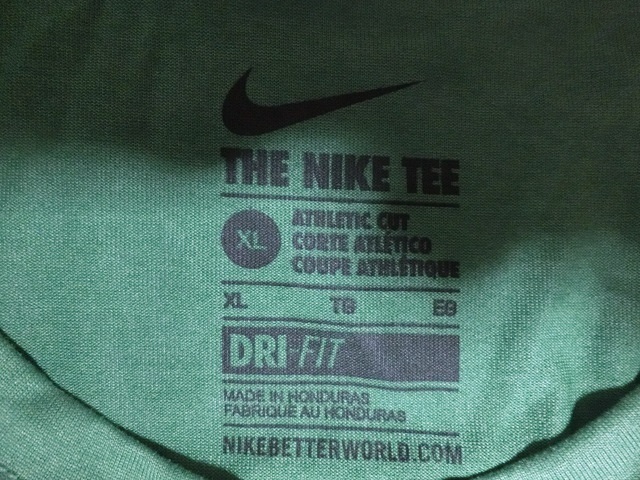 THE NIKE TEE
XL
ATHLETIC CUT
CORTE ATLÉTICO
COUPE ATHLÉTIQUE
XL TG EG
DRI-FIT
MADE IN HONDURAS
FABRIQUÉ AU HONDURAS
NIKEBETTERWORLD.COM